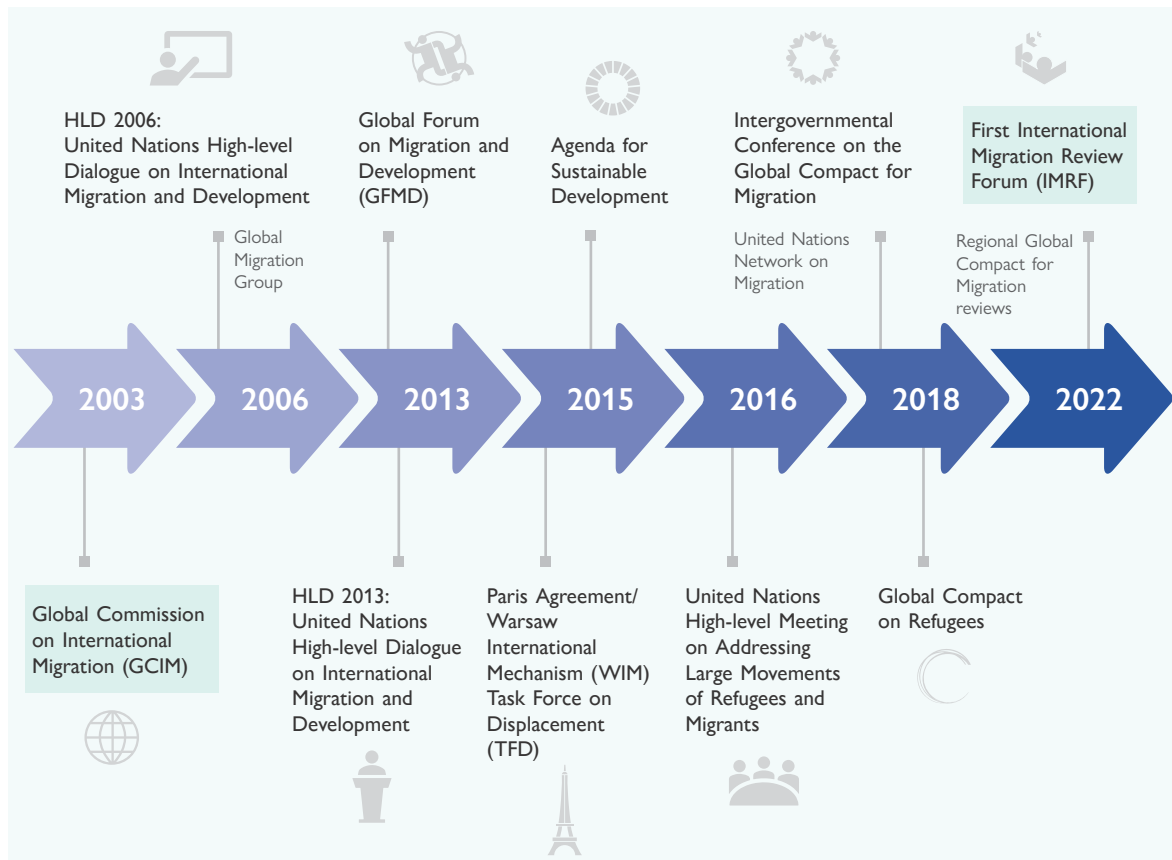 HLD 2006:
United Nations High-level
Dialogue on International
Migration and Development
Global
Migration
Group
Global Forum
on Migration and
Development
(GFMD)
Agenda for
Sustainable
Development
Intergovernmental
Conference on the
Global Compact for
Migration
United Nations
Network on
Migration
First International
Migration Review
Forum (IMRF)
Regional Global
Compact for
Migration
reviews
2003
2006
2013
2015
2016
2018
2022
Global Commission
on International
Migration (GCIM)
HLD 2013:
United Nations
High-level Dialogue
on International
Migration and
Development
Paris Agreement/
Warsaw
International
Mechanism (WIM)
Task Force on
Displacement
(TFD)
United Nations
High-level Meeting
on Addressing
Large Movements
of Refugees and
Migrants
Global Compact
on Refugees